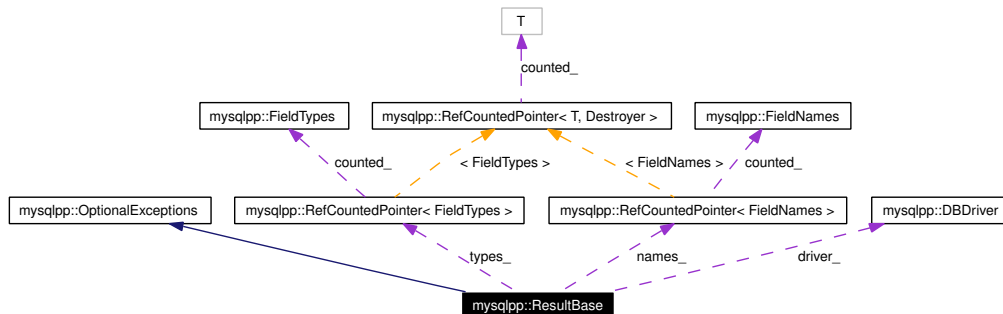 T
counted_
mysqlpp::FieldTypes
mysqlpp::RefCountedPointer< T, Destroyer >
mysqlpp::FieldNames
counted_
< FieldTypes >
< FieldNames >
counted_
mysqlpp::OptionalExceptions
mysqlpp::RefCountedPointer< FieldTypes >
mysqlpp::RefCountedPointer< FieldNames >
mysqlpp::DBDriver
types_
names_
driver_
mysqlpp::ResultBase